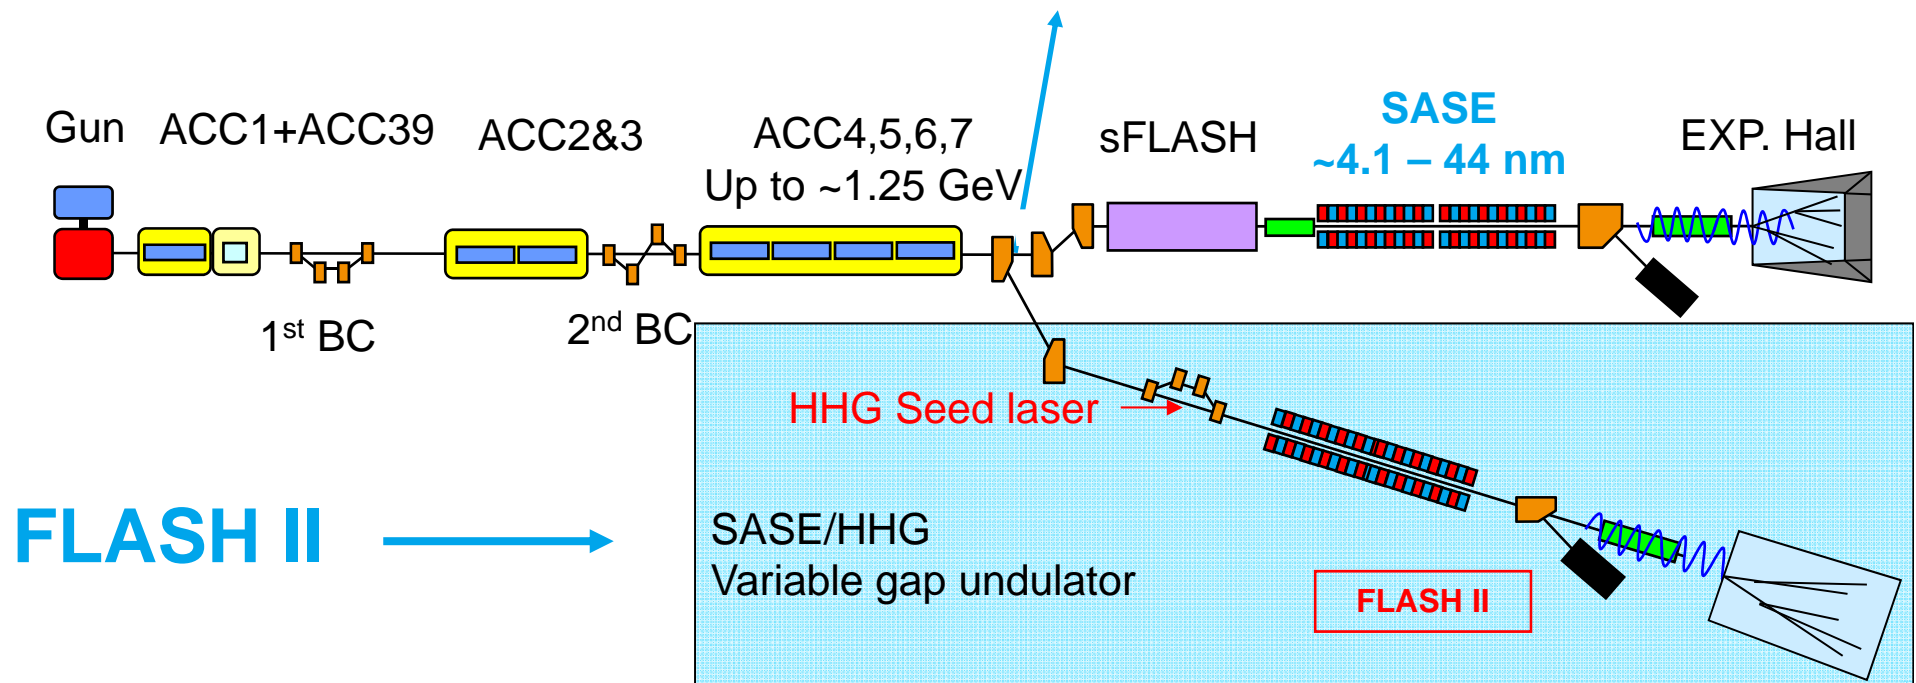 Gun
ACC1+ACC39
ACC2&3
ACC4,5,6,7
Up to ~1.25 GeV
sFLASH
SASE
~4.1 – 44 nm
EXP. Hall
1st BC
2nd BC
HHG Seed laser
FLASH II
SASE/HHG
Variable gap undulator
FLASH II